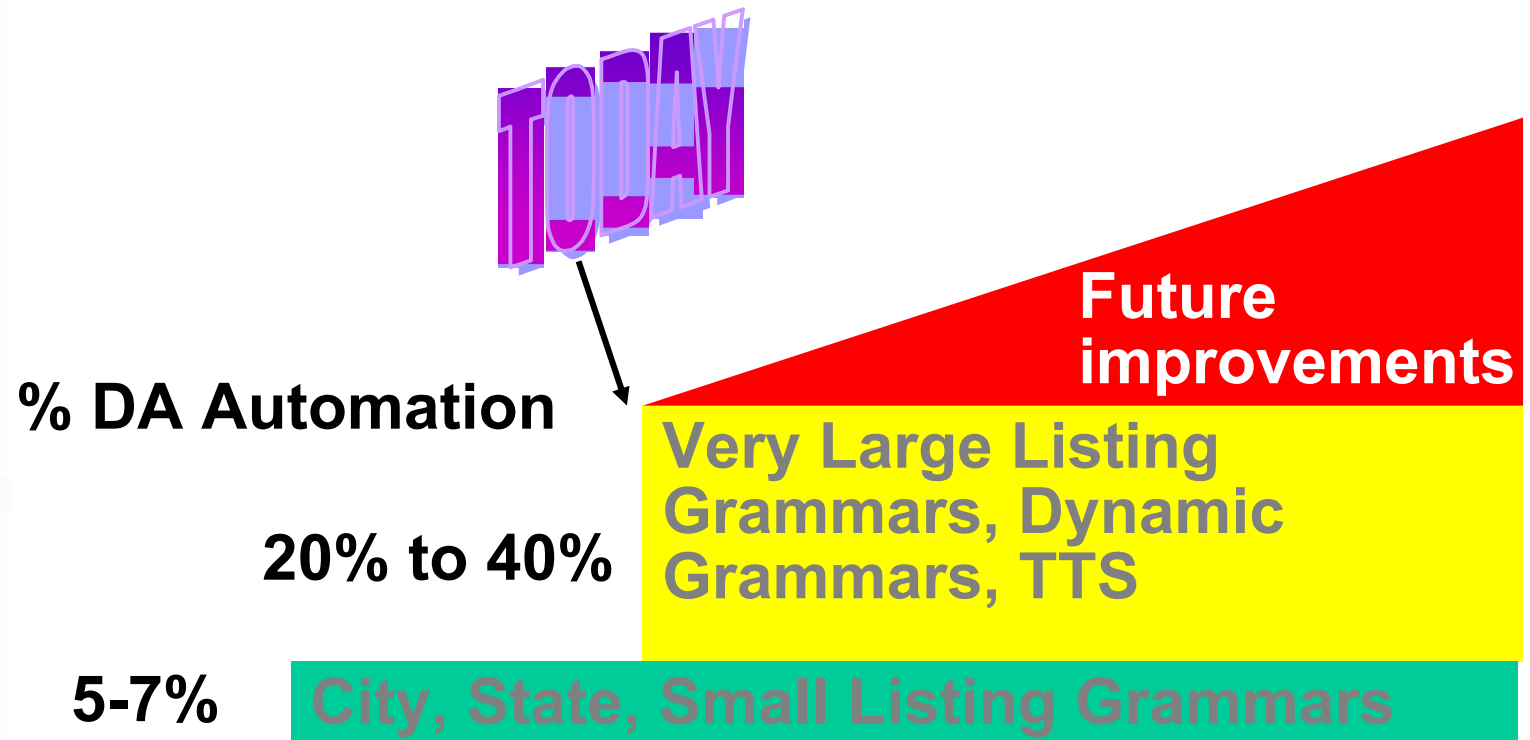 TODAY
Future
improvements
% DA Automation
Very Large Listing
Grammars, Dynamic
Grammars, TTS
20% to 40%
5-7%
City, State, Small Listing Grammars